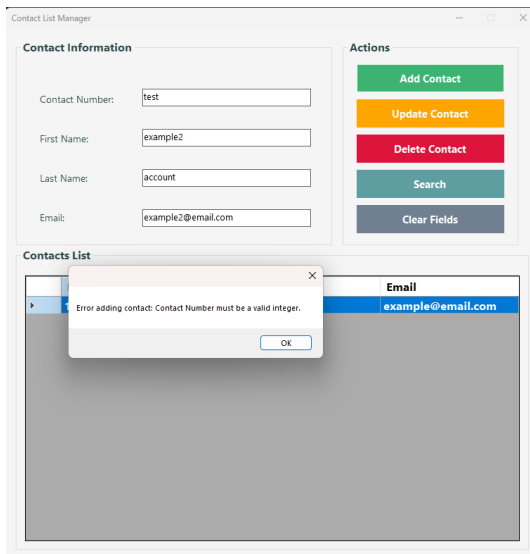 Contact List Manager
Contact Information
Contact Number: test
First Name: example2
Last Name: account
Email: example2@email.com
Actions
Add Contact
Update Contact
Delete Contact
Search
Clear Fields
Contacts List
Email
example@email.com
Error adding contact: Contact Number must be a valid integer.
OK